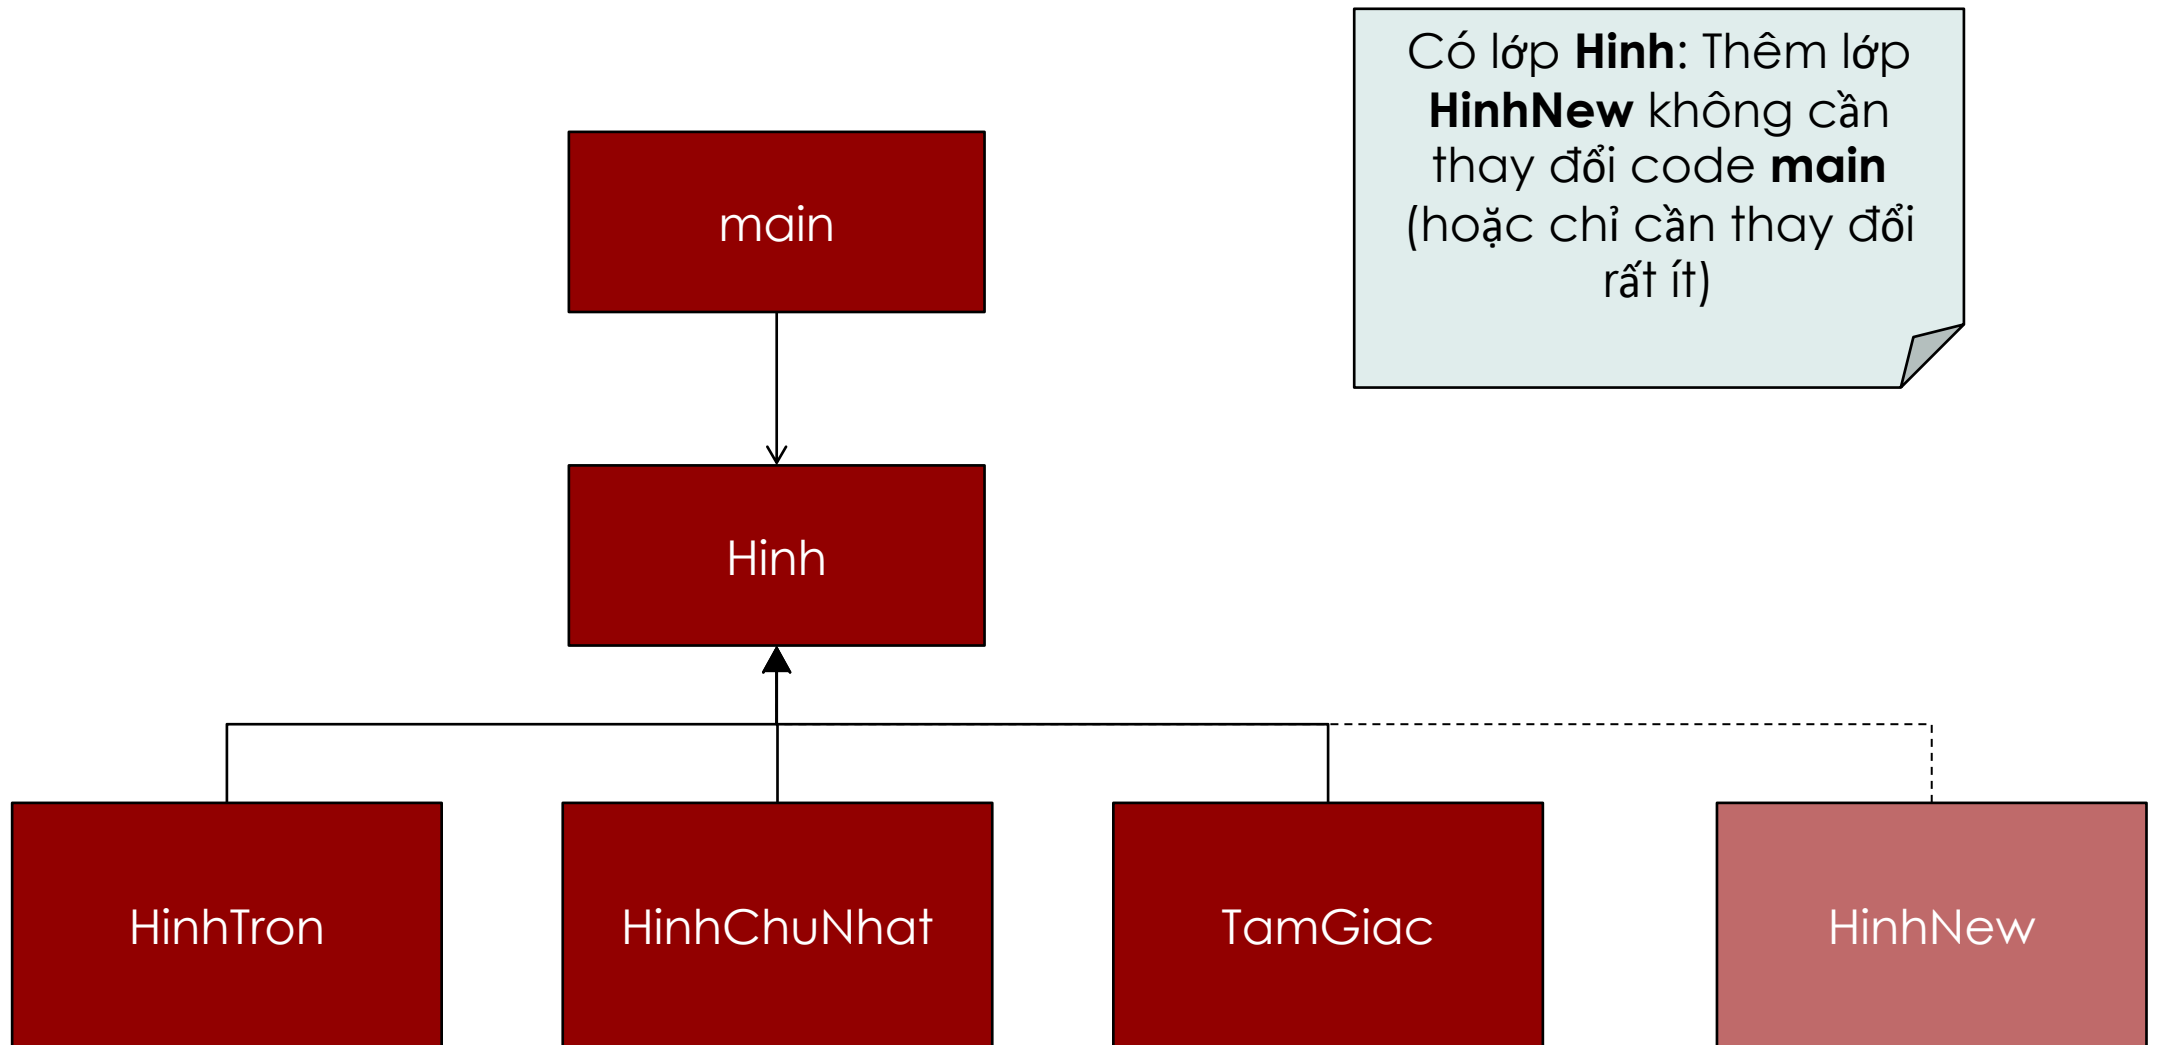 Có lớp Hinh: Thêm lớp
HinhNew không cần
thay đổi code main
(hoặc chỉ cần thay đổi
rất ít)
main
Hinh
HinhTron
HinhChuNhat
TamGiac
HinhNew